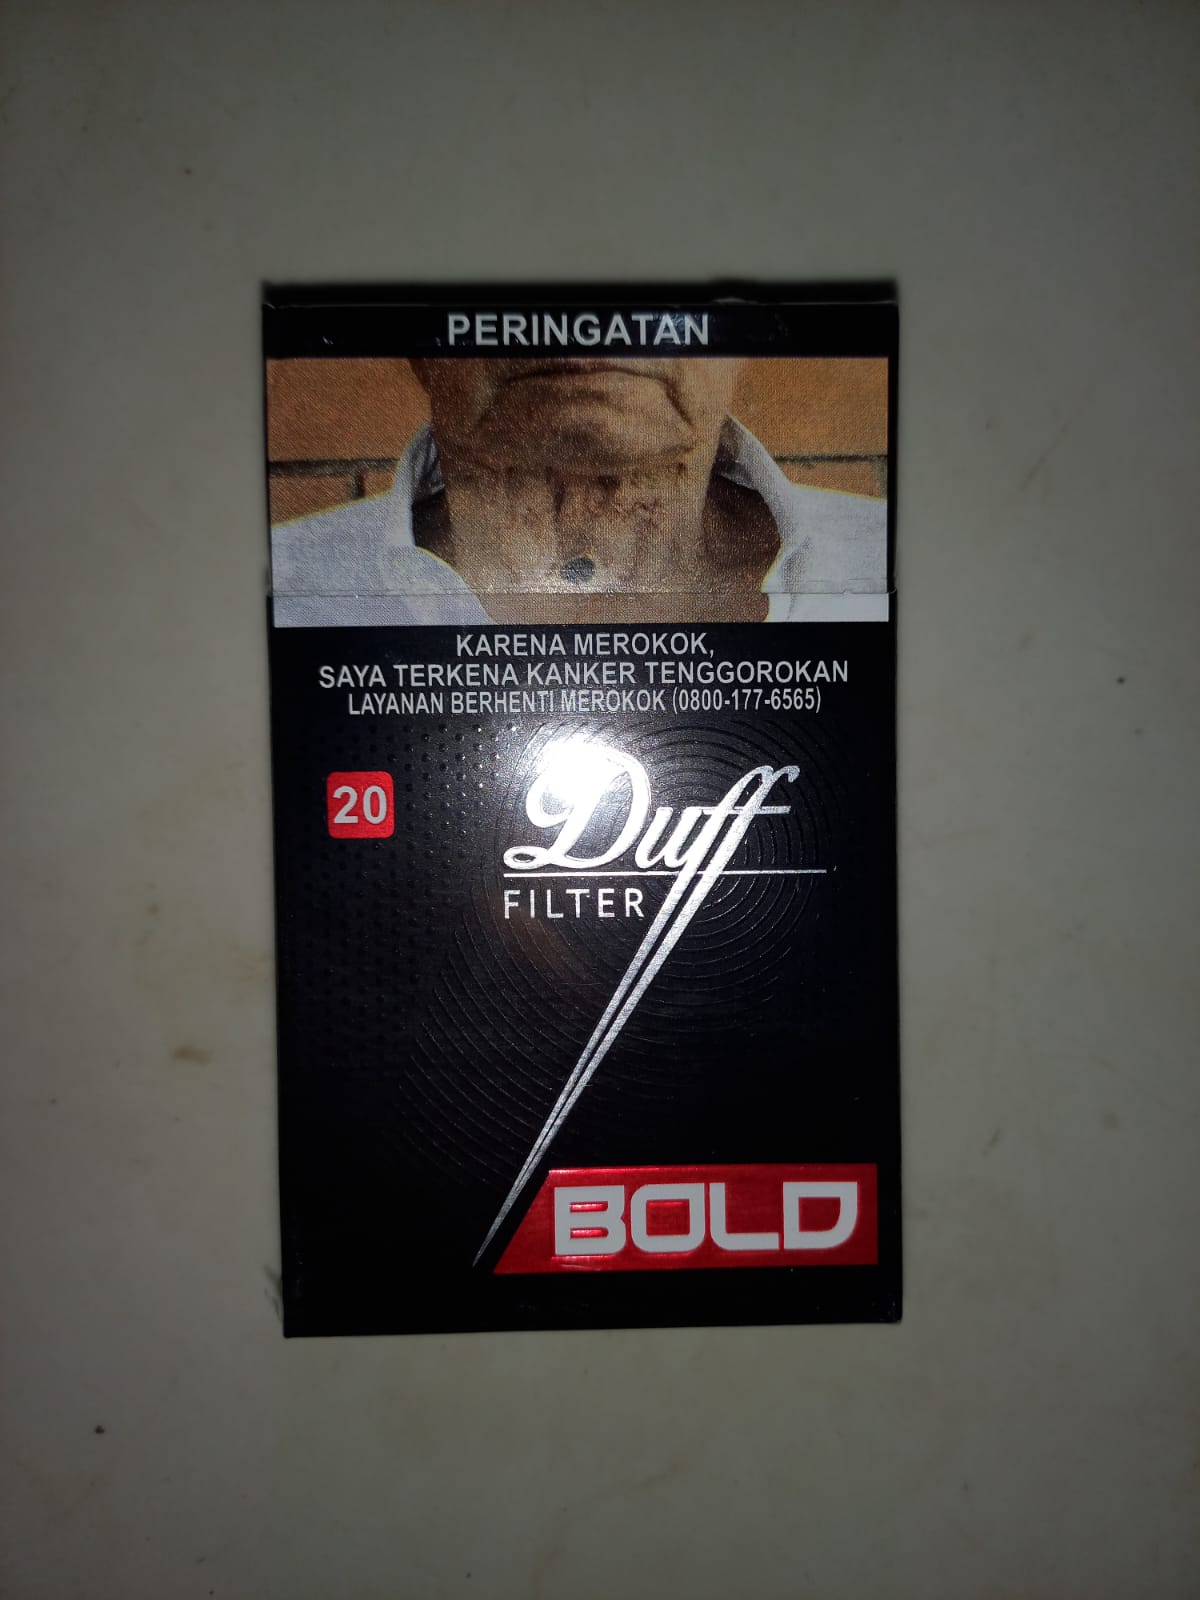 PERINGATAN
KARENA MEROKOK,
SAYA TERKENA KANKER TENGGOROKAN
LAYANAN BERHENTI MEROKOK (0800-177-6565)
20
Duff
FILTER
BOLD